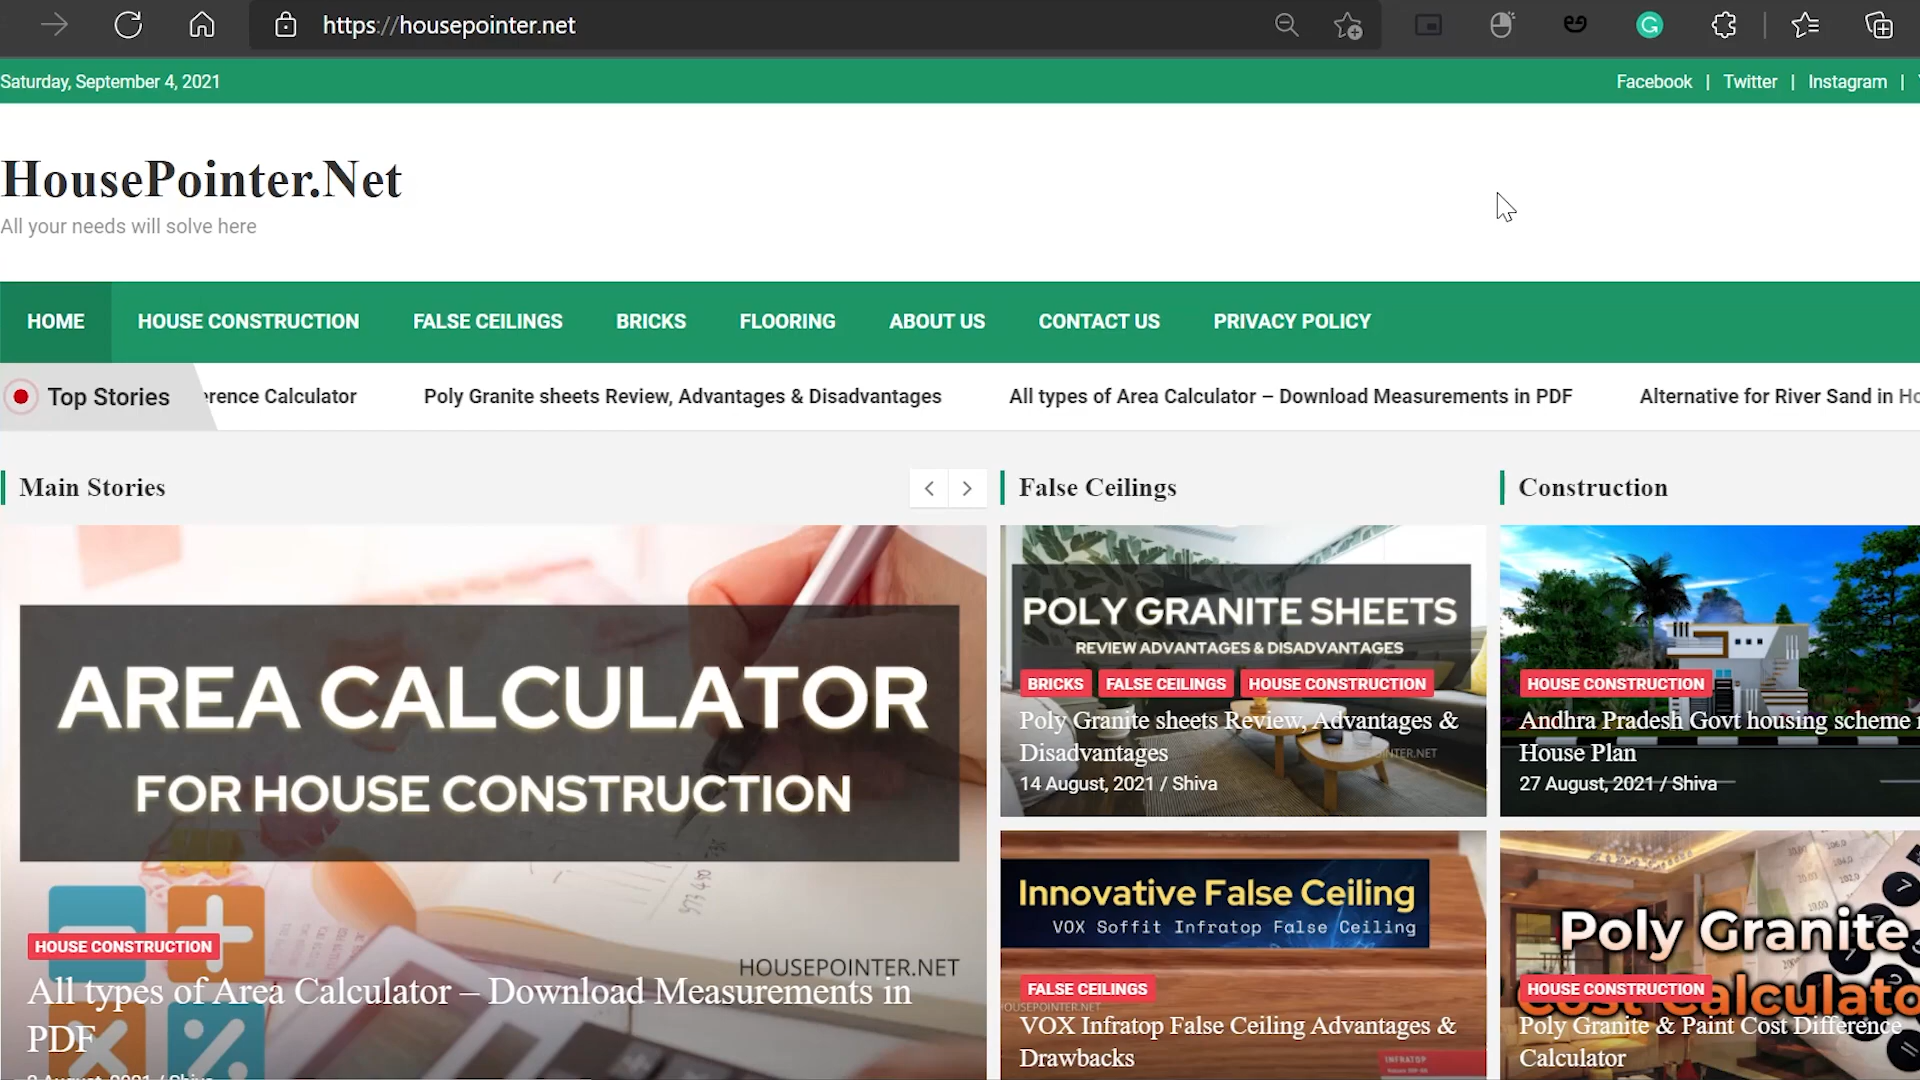 https://housepointer.net
Saturday, September 4, 2021
Facebook | Twitter | Instagram |
HousePointer.Net
All your needs will solve here
HOME HOUSE CONSTRUCTION FALSE CEILINGS BRICKS FLOORING ABOUT US CONTACT US PRIVACY POLICY
Top Stories erence Calculator Poly Granite sheets Review, Advantages & Disadvantages All types of Area Calculator – Download Measurements in PDF Alternative for River Sand in Ho
Main Stories
AREA CALCULATOR
FOR HOUSE CONSTRUCTION
HOUSEPOINTER.NET
HOUSE CONSTRUCTION
All types of Area Calculator – Download Measurements in
PDF
False Ceilings
POLY GRANITE SHEETS
REVIEW ADVANTAGES & DISADVANTAGES
BRICKS FALSE CEILINGS HOUSE CONSTRUCTION
Poly Granite sheets Review, Advantages &
Disadvantages
14 August, 2021 / Shiva
Innovative False Ceiling
VOX Soffit Infratop False Ceiling
FALSE CEILINGS
HOUSEPOINTER.NET
VOX Infratop False Ceiling Advantages &
Drawbacks
INFRATOP
Construction
HOUSE CONSTRUCTION
Andhra Pradesh Govt housing scheme
House Plan
27 August, 2021 / Shiva
Poly Granite
Cost Calculato
HOUSE CONSTRUCTION
Poly Granite & Paint Cost Difference
Calculator